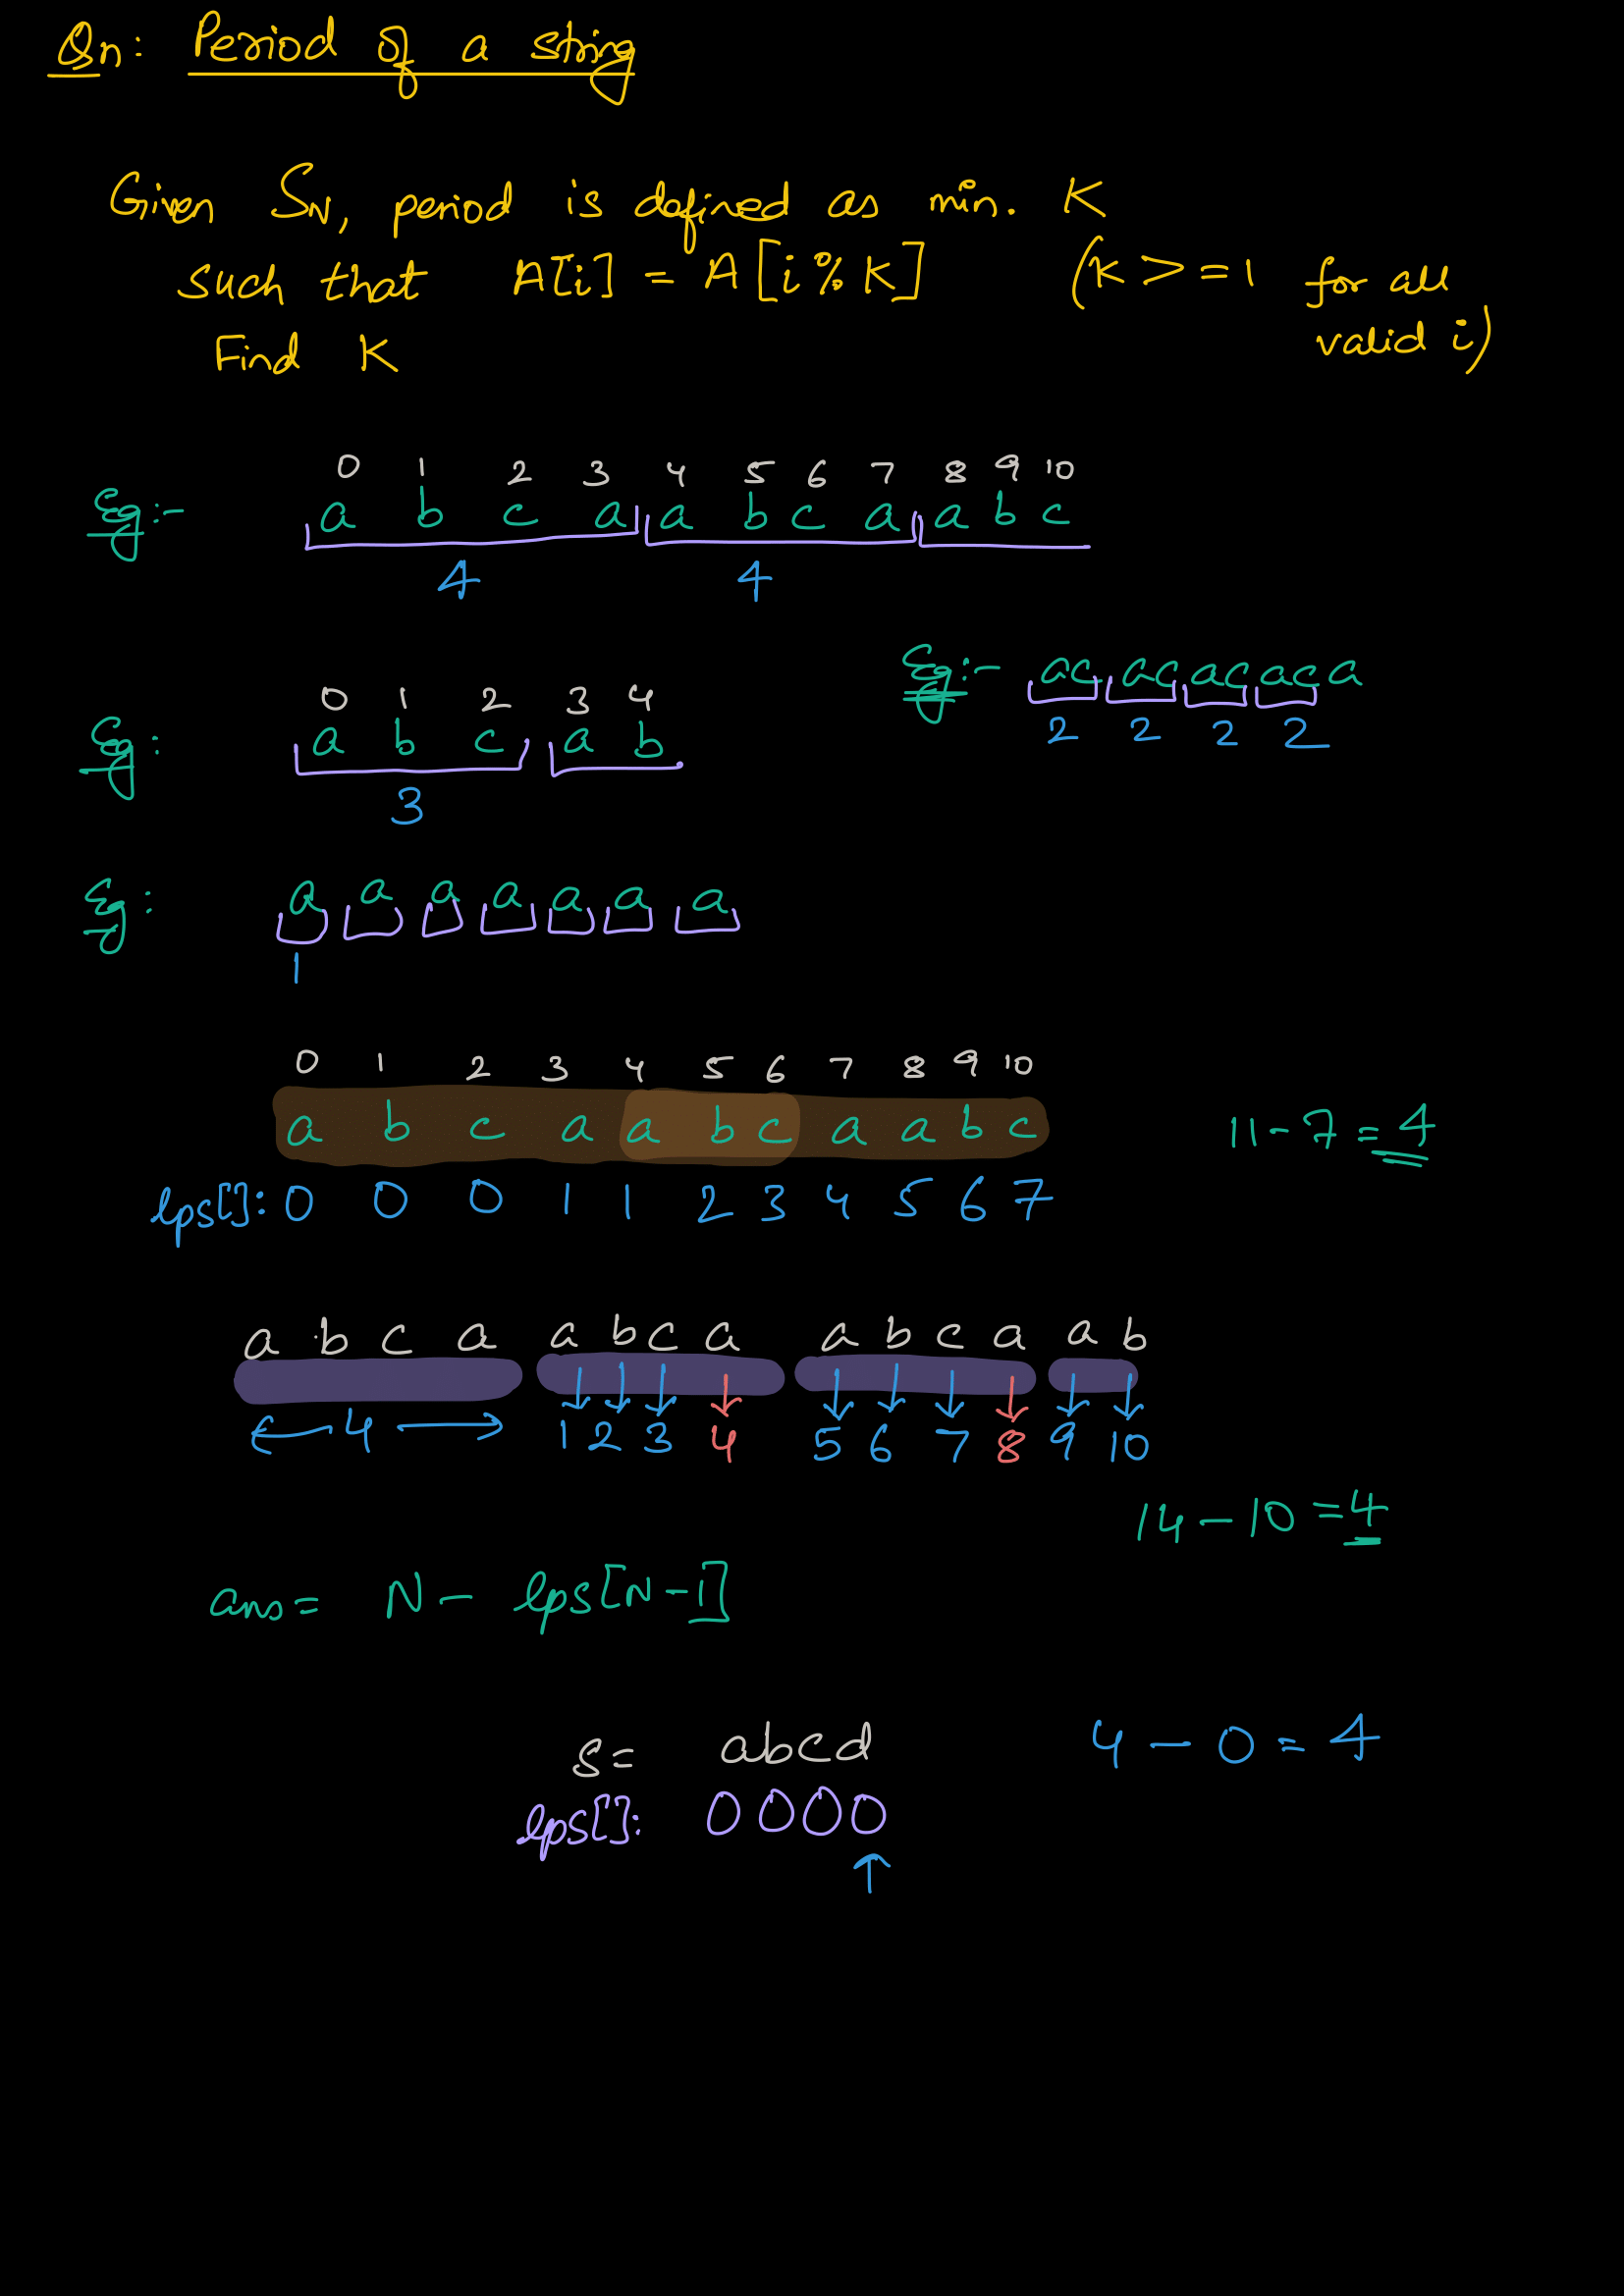 Qn: Period of a string
Given SN, period is defined as min. K
such that A[i] = A[i % K] (K >= 1 for all
valid i)
Find K
0 1 2 3 4 5 6 7 8 9 10
Eg:- a b c a a b c a a b c
4 4
Eg:- ac ac ac ac a
2 2 2 2
0 1 2 3 4
Eg: a b c a b
3
Eg: a a a a a a a
1
0 1 2 3 4 5 6 7 8 9 10
a b c a a b c a a b c
11 - 7 = 4
lps[]: 0 0 0 1 1 2 3 4 5 6 7
a b c a a b c a a b c a a b
← 4 → 1 2 3 4 5 6 7 8 9 10
14 - 10 = 4
ans = N - lps[N-1]
s = abcd 4 - 0 = 4
lps[]: 0 0 0 0
↑